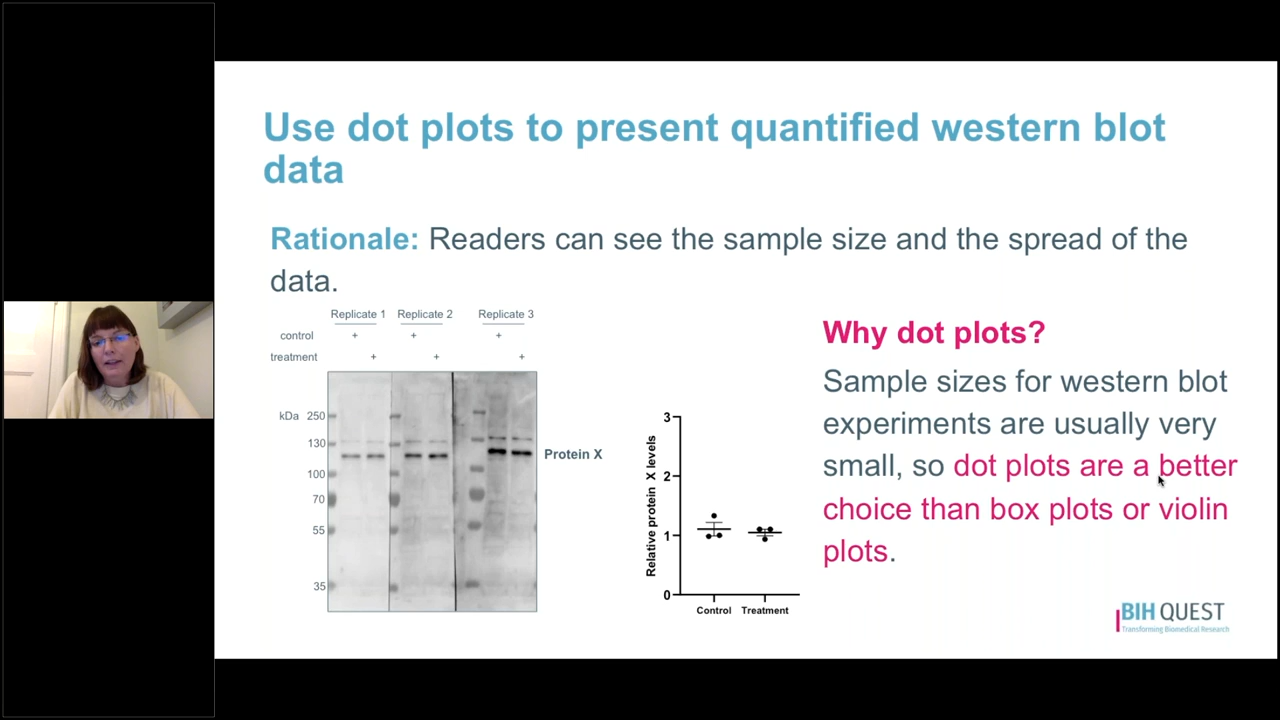 Use dot plots to present quantified western blot
data
Rationale: Readers can see the sample size and the spread of the
data.
Replicate 1 Replicate 2 Replicate 3
control + + +
treatment + + +
kDa 250
130
100
70
55
35
Protein X
3
2
1
0
Relative protein X levels
Control Treatment
Why dot plots?
Sample sizes for western blot
experiments are usually very
small, so dot plots are a better
choice than box plots or violin
plots.
BIH QUEST
Transforming Biomedical Research